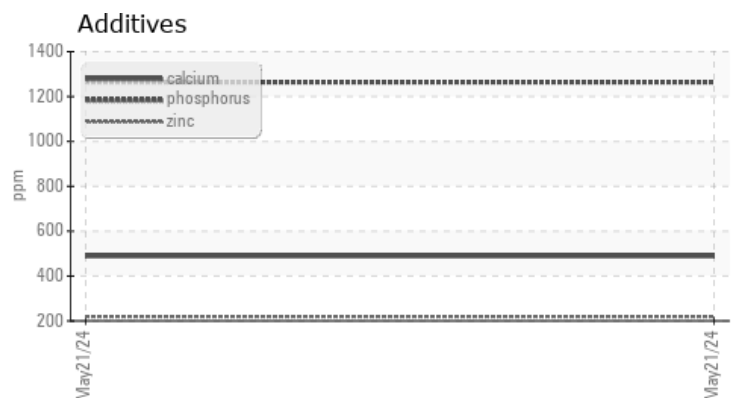 Additives
1400
1200
1000
800
600
400
200
ppm
calcium
phosphorus
zinc
May21/24
May21/24